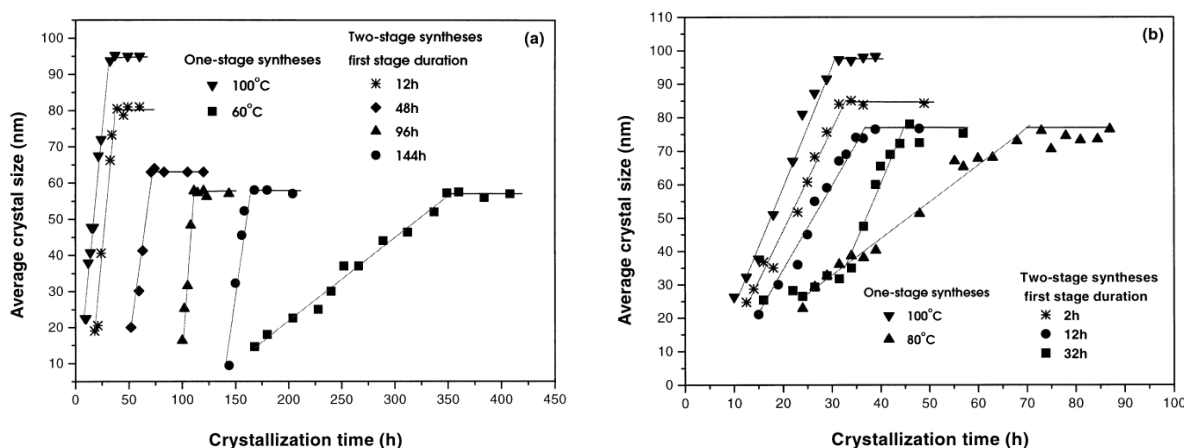 (a)
Average crystal size (nm)
100
90
80
70
60
50
40
30
20
10
0 50 100 150 200 250 300 350 400 450
Crystallization time (h)
One-stage syntheses
100°C
60°C
Two-stage syntheses
first stage duration
12h
48h
96h
144h
(b)
Average crystal size (nm)
110
100
90
80
70
60
50
40
30
20
10
0
0 10 20 30 40 50 60 70 80 90 100
Crystallization time (h)
One-stage syntheses
100°C
80°C
Two-stage syntheses
first stage duration
2h
12h
32h